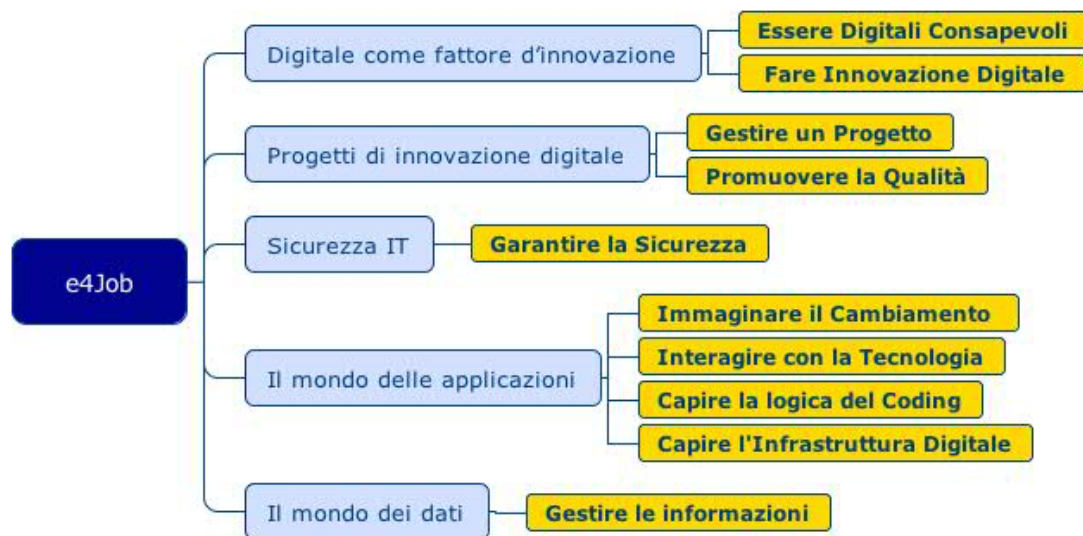 Digitale come fattore d'innovazione
Essere Digitali Consapevoli
Fare Innovazione Digitale
Progetti di innovazione digitale
Gestire un Progetto
Promuovere la Qualità
Sicurezza IT
Garantire la Sicurezza
e4Job
Il mondo delle applicazioni
Immaginare il Cambiamento
Interagire con la Tecnologia
Capire la logica del Coding
Capire l'Infrastruttura Digitale
Il mondo dei dati
Gestire le informazioni